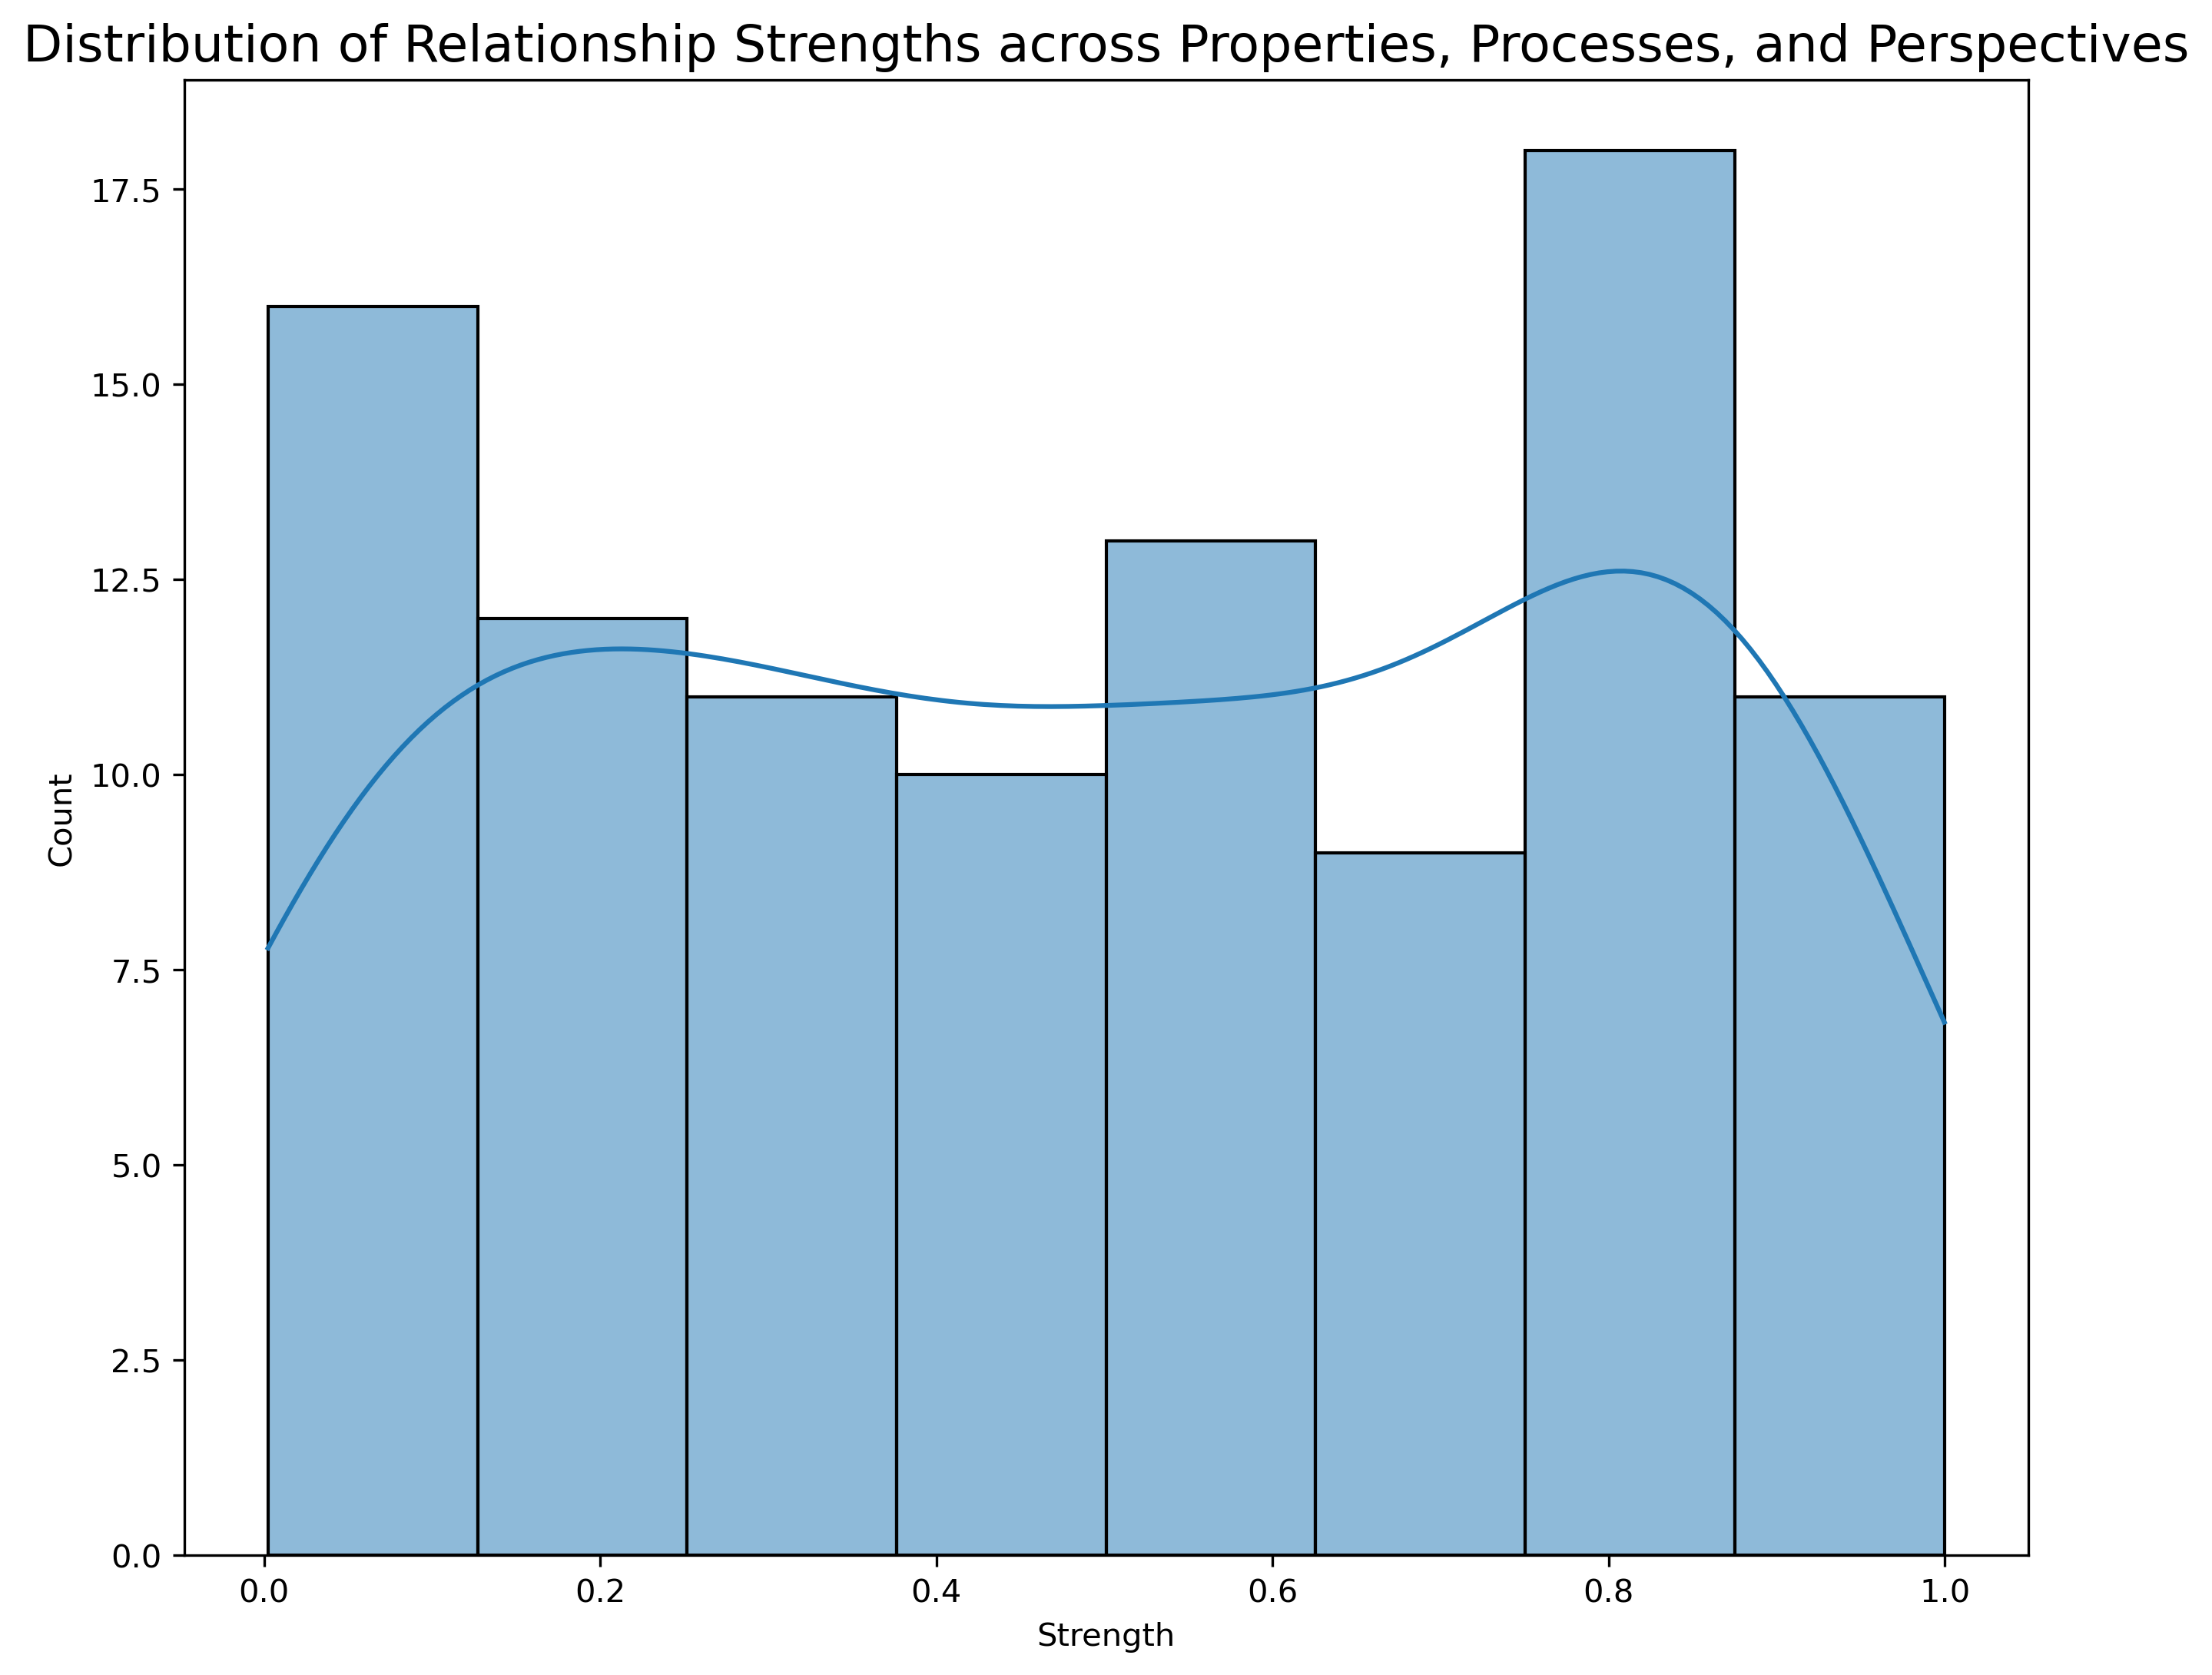 Distribution of Relationship Strengths across Properties, Processes, and Perspectives
17.5
15.0
12.5
10.0
7.5
5.0
2.5
0.0
Count
0.0 0.2 0.4 0.6 0.8 1.0
Strength